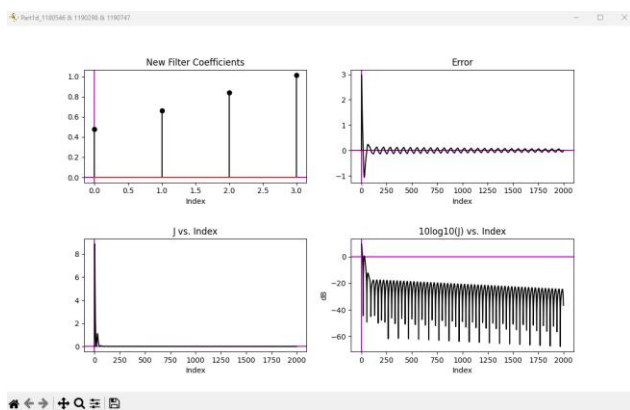 Part1d_1180546 & 1190298 & 1190747
New Filter Coefficients
1.0
0.8
0.6
0.4
0.2
0.0
0.0 0.5 1.0 1.5 2.0 2.5 3.0
Index
Error
3
2
1
0
−1
0 250 500 750 1000 1250 1500 1750 2000
Index
J vs. Index
8
6
4
2
0
0 250 500 750 1000 1250 1500 1750 2000
Index
10log10(J) vs. Index
dB
0
−20
−40
−60
0 250 500 750 1000 1250 1500 1750 2000
Index